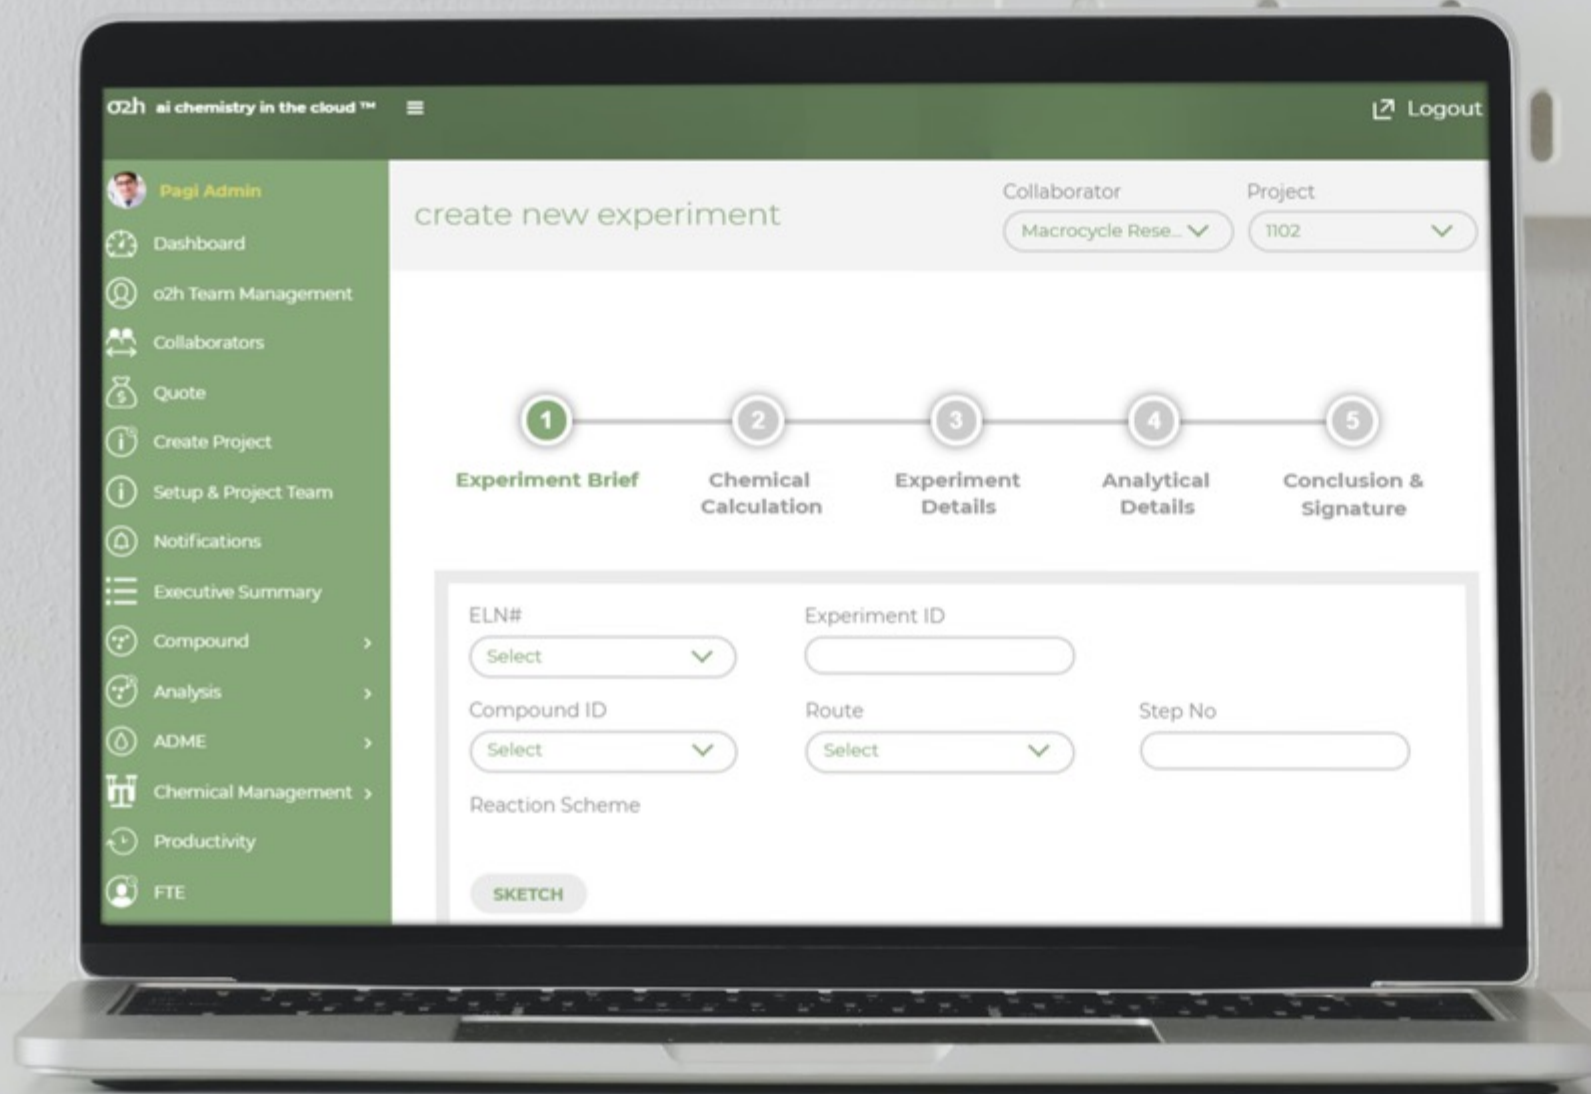 o2h ai chemistry in the cloud ™
Logout
Pagi Admin
Dashboard
o2h Team Management
Collaborators
Quote
Create Project
Setup & Project Team
Notifications
Executive Summary
Compound
Analysis
ADME
Chemical Management
Productivity
FTE
create new experiment
Collaborator
Macrocycle Rese...
Project
1102
1
2
3
4
5
Experiment Brief
Chemical
Calculation
Experiment
Details
Analytical
Details
Conclusion &
Signature
ELN#
Select
Experiment ID
Compound ID
Select
Route
Select
Step No
Reaction Scheme
SKETCH